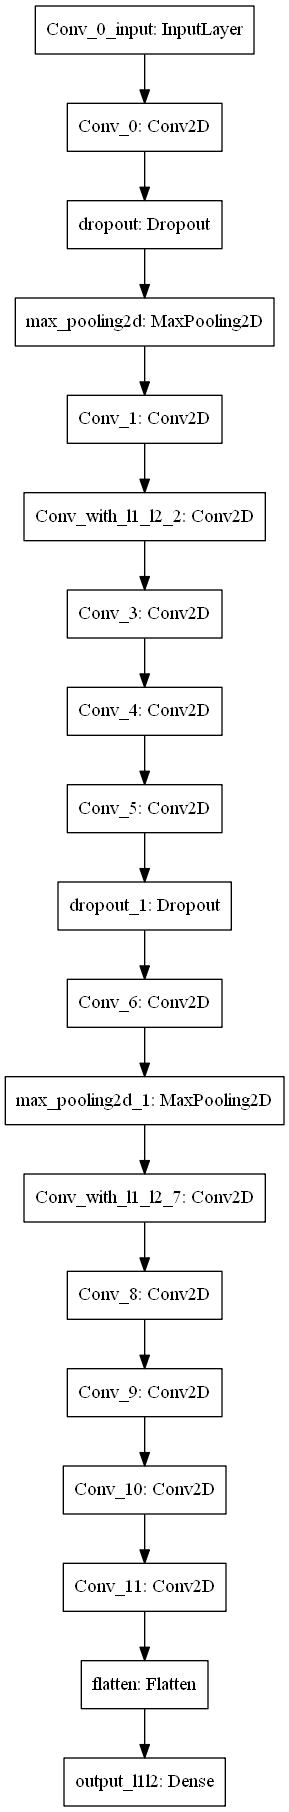 Conv_0_input: InputLayer
Conv_0: Conv2D
dropout: Dropout
max_pooling2d: MaxPooling2D
Conv_1: Conv2D
Conv_with_l1_l2_2: Conv2D
Conv_3: Conv2D
Conv_4: Conv2D
Conv_5: Conv2D
dropout_1: Dropout
Conv_6: Conv2D
max_pooling2d_1: MaxPooling2D
Conv_with_l1_l2_7: Conv2D
Conv_8: Conv2D
Conv_9: Conv2D
Conv_10: Conv2D
Conv_11: Conv2D
flatten: Flatten
output_l1l2: Dense